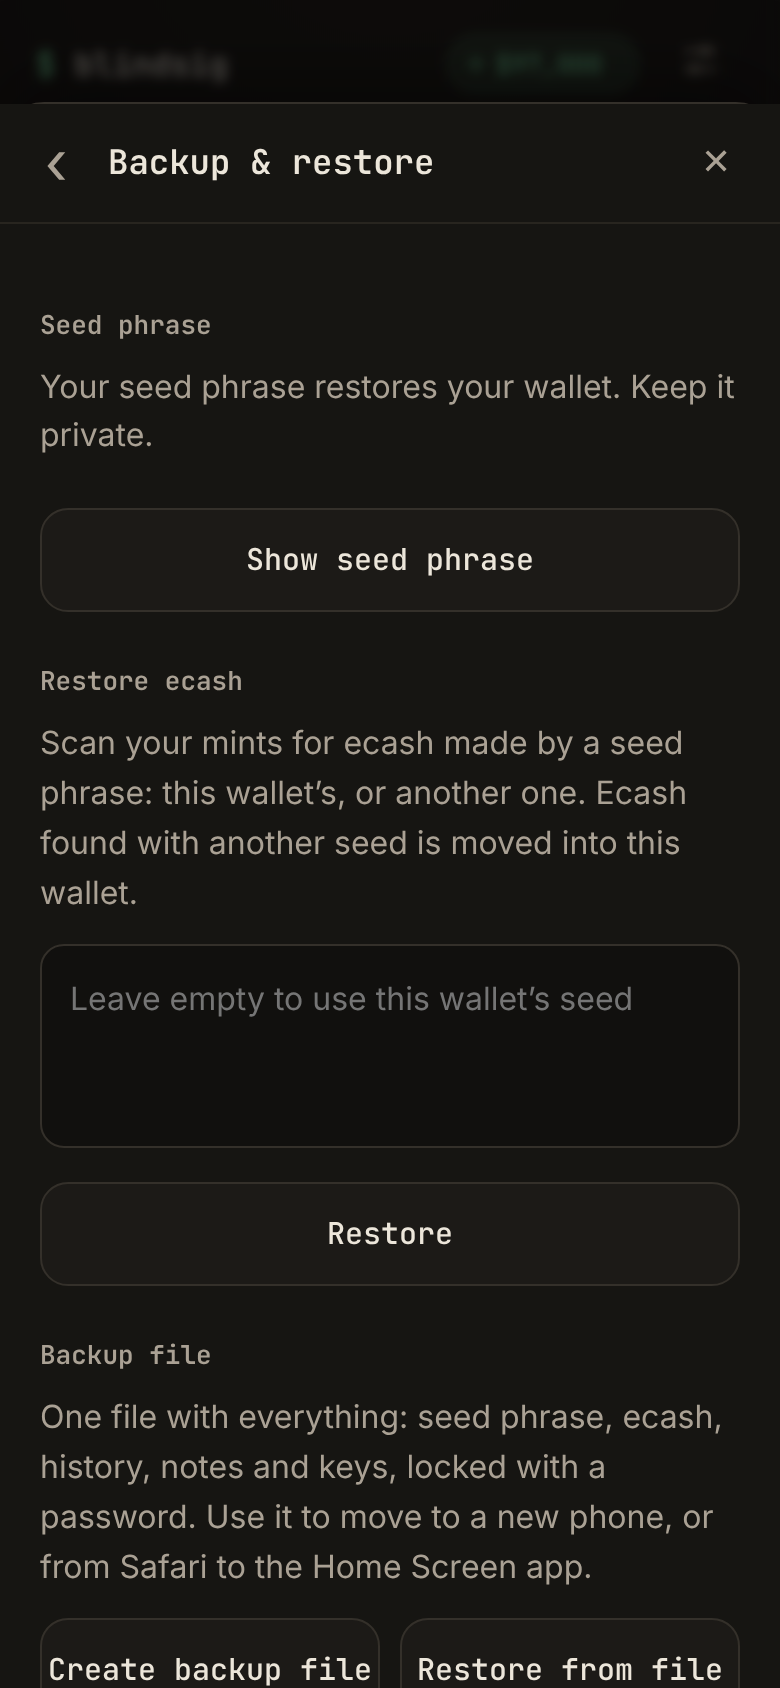 $ blindsig
Backup & restore
Seed phrase
Your seed phrase restores your wallet. Keep it
private.
Show seed phrase
Restore ecash
Scan your mints for ecash made by a seed
phrase: this wallet’s, or another one. Ecash
found with another seed is moved into this
wallet.
Leave empty to use this wallet’s seed
Restore
Backup file
One file with everything: seed phrase, ecash,
history, notes and keys, locked with a
password. Use it to move to a new phone, or
from Safari to the Home Screen app.
Create backup file
Restore from file